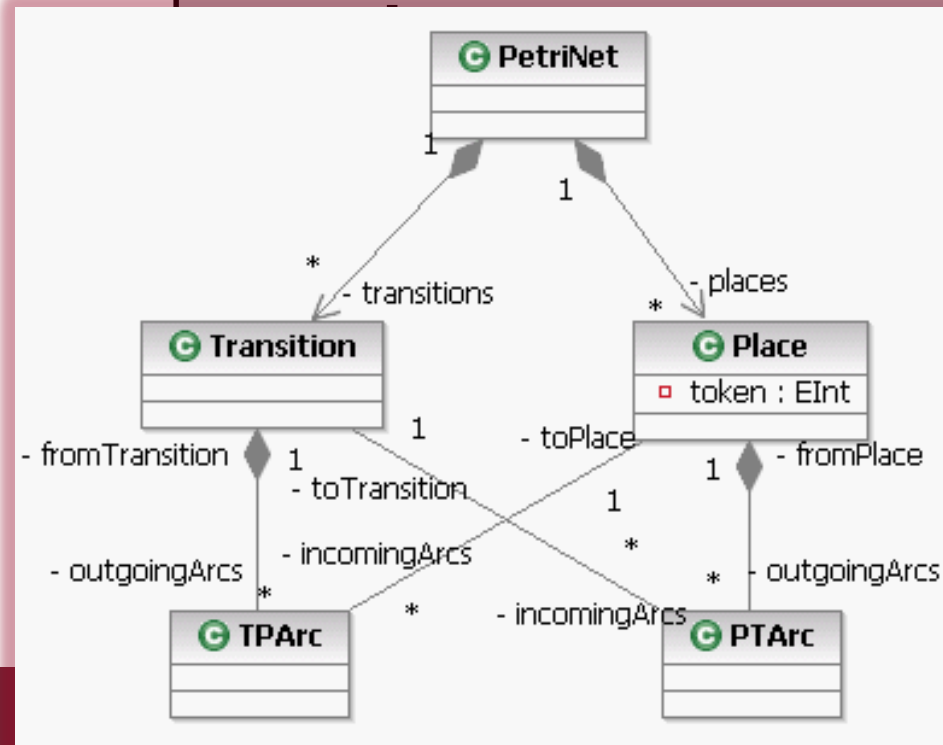 C PetriNet
1
1
*
- transitions
- places
*
C Transition
C Place
token : EInt
- fromTransition
1
1
- toPlace
1
- fromPlace
- toTransition
1
- incomingArcs
*
- outgoingArcs
*
*
- outgoingArcs
*
- incomingArcs
C TPArc
C PTArc